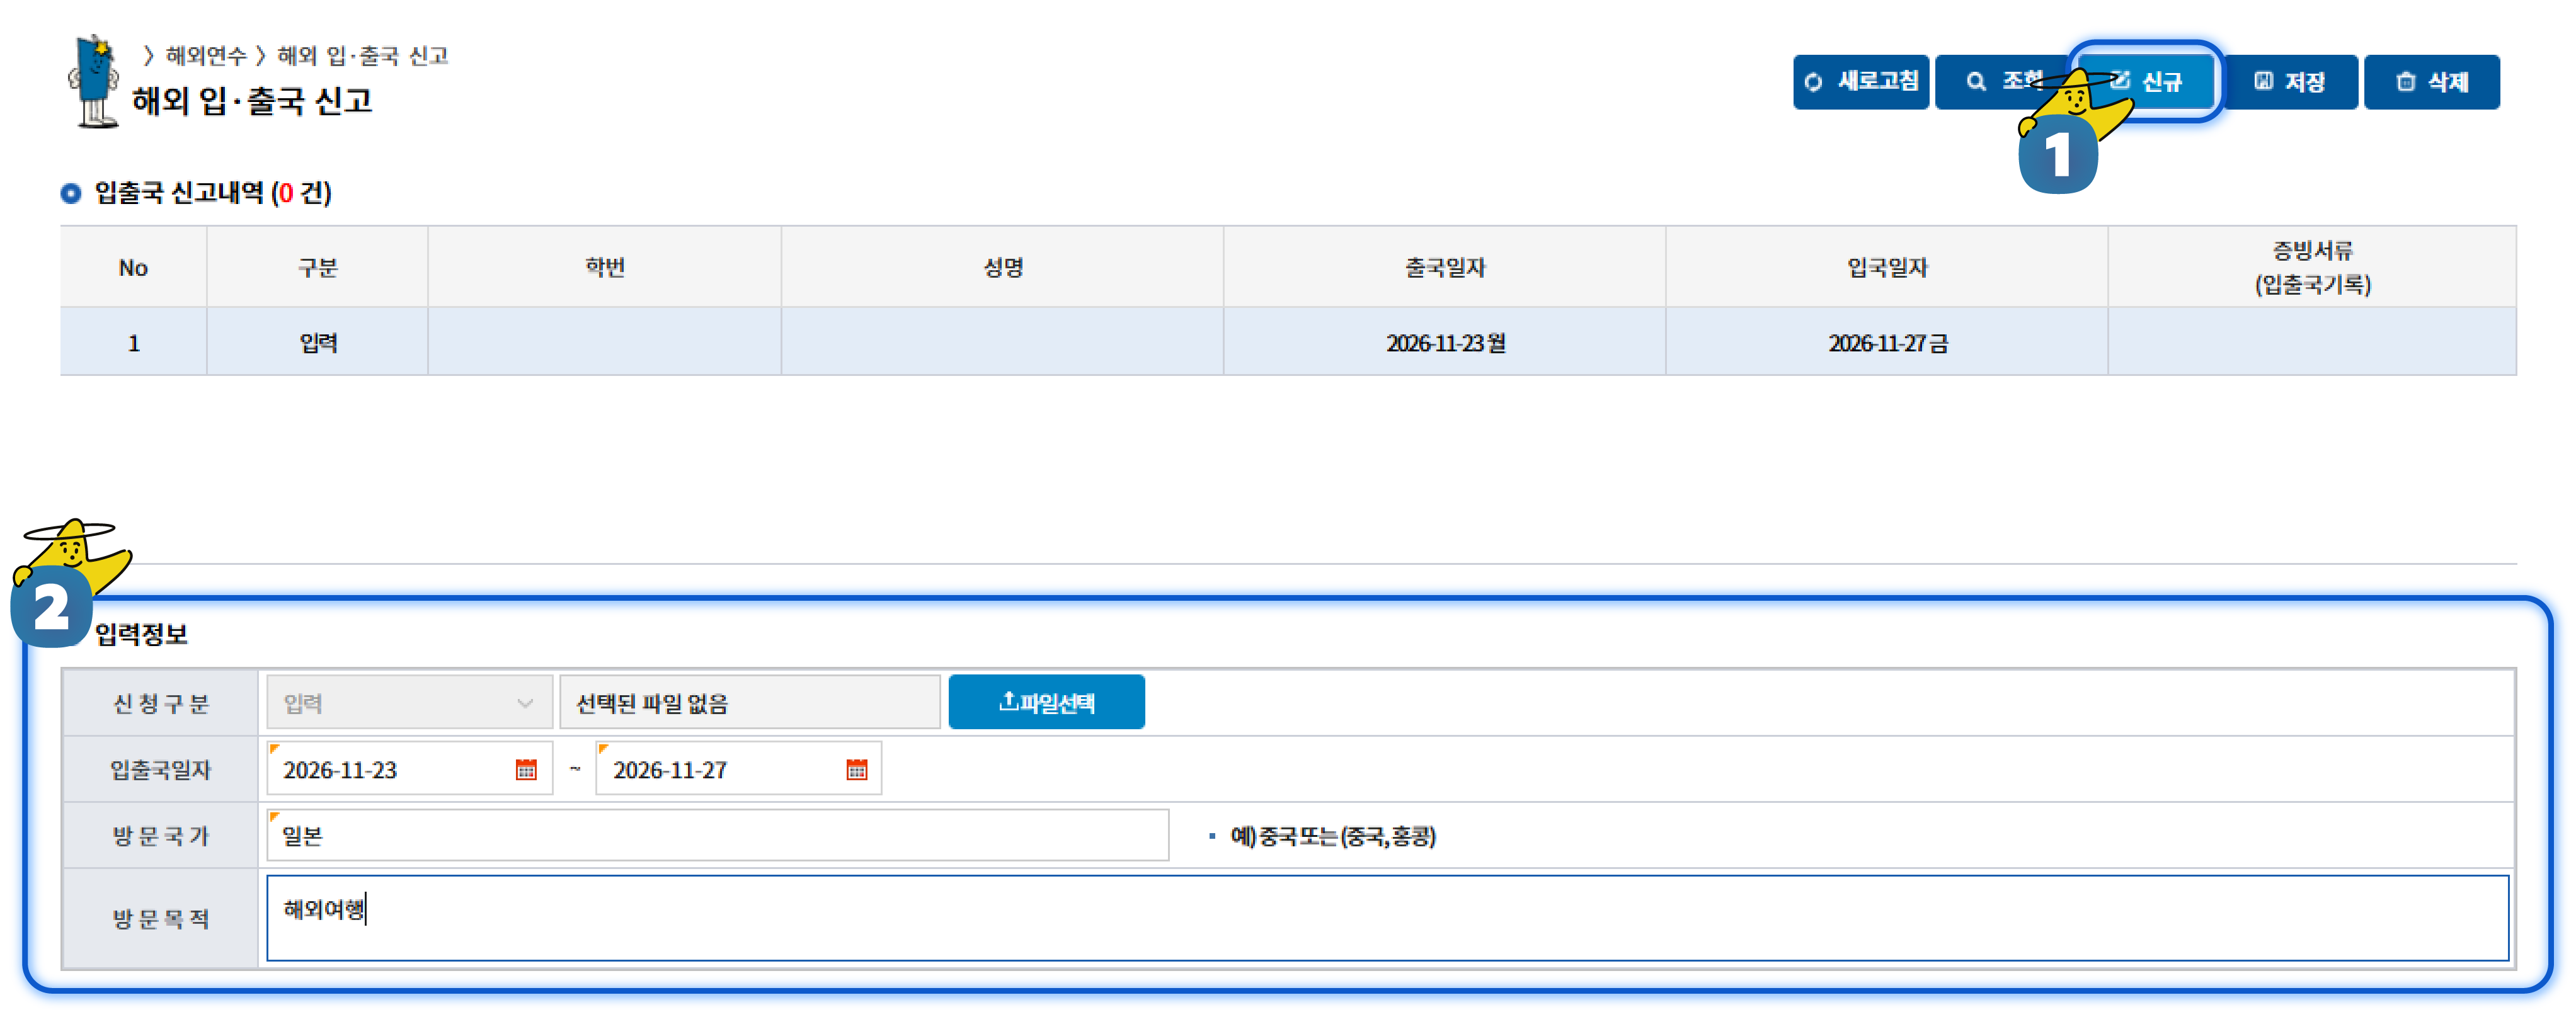 〉 해외연수 〉 해외 입·출국 신고
해외 입·출국 신고
새로고침
조회
신규
저장
삭제
1
입출국 신고내역 (0 건)
No 구분 학번 성명 출국일자 입국일자 증빙서류
(입출국기록)
1 입력 2026-11-23 월 2026-11-27 금
2
입력정보
신 청 구 분 입력 선택된 파일 없음 파일선택
입출국일자 2026-11-23 ~ 2026-11-27
방 문 국 가 일본 예) 중국 또는 (중국, 홍콩)
방 문 목 적 해외여행